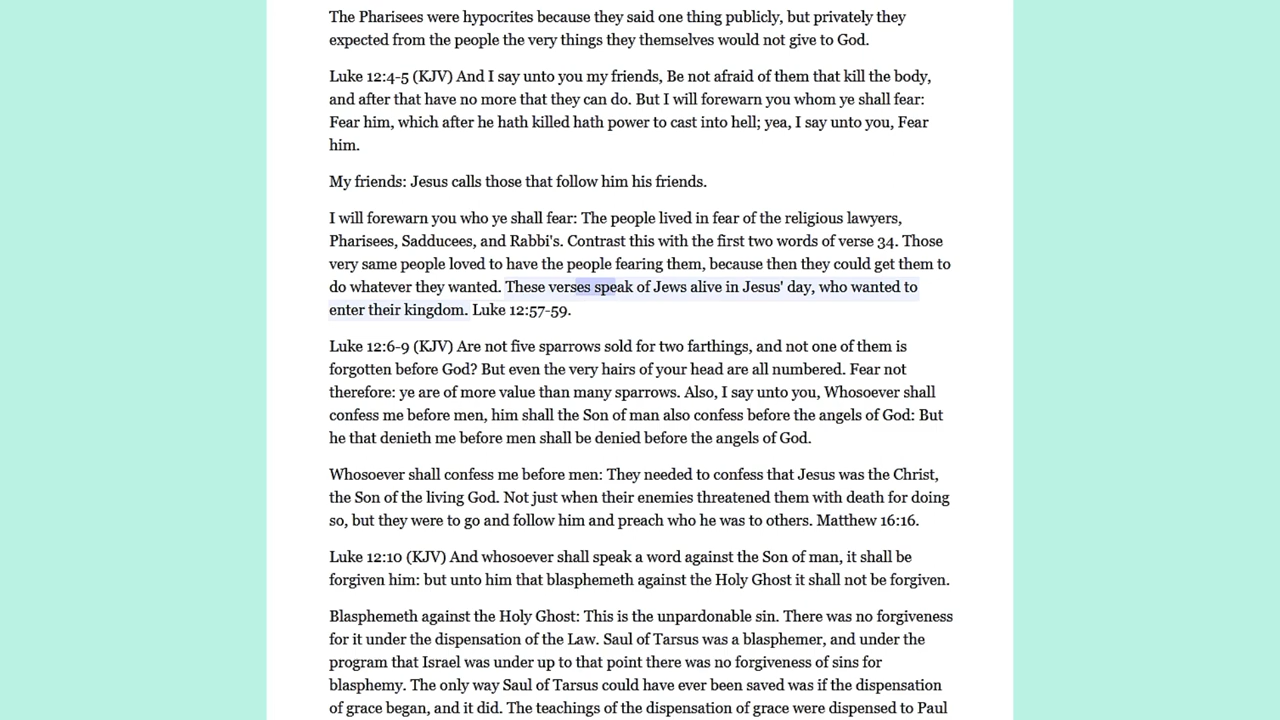 The Pharisees were hypocrites because they said one thing publicly, but privately they
expected from the people the very things they themselves would not give to God.
Luke 12:4-5 (KJV) And I say unto you my friends, Be not afraid of them that kill the body,
and after that have no more that they can do. But I will forewarn you whom ye shall fear:
Fear him, which after he hath killed hath power to cast into hell; yea, I say unto you, Fear
him.
My friends: Jesus calls those that follow him his friends.
I will forewarn you who ye shall fear: The people lived in fear of the religious lawyers,
Pharisees, Sadducees, and Rabbi's. Contrast this with the first two words of verse 34. Those
very same people loved to have the people fearing them, because then they could get them to
do whatever they wanted. These verses speak of Jews alive in Jesus' day, who wanted to
enter their kingdom. Luke 12:57-59.
Luke 12:6-9 (KJV) Are not five sparrows sold for two farthings, and not one of them is
forgotten before God? But even the very hairs of your head are all numbered. Fear not
therefore: ye are of more value than many sparrows. Also, I say unto you, Whosoever shall
confess me before men, him shall the Son of man also confess before the angels of God: But
he that denieth me before men shall be denied before the angels of God.
Whosoever shall confess me before men: They needed to confess that Jesus was the Christ,
the Son of the living God. Not just when their enemies threatened them with death for doing
so, but they were to go and follow him and preach who he was to others. Matthew 16:16.
Luke 12:10 (KJV) And whosoever shall speak a word against the Son of man, it shall be
forgiven him: but unto him that blasphemeth against the Holy Ghost it shall not be forgiven.
Blasphemeth against the Holy Ghost: This is the unpardonable sin. There was no forgiveness
for it under the dispensation of the Law. Saul of Tarsus was a blasphemer, and under the
program that Israel was under up to that point there was no forgiveness of sins for
blasphemy. The only way Saul of Tarsus could have ever been saved was if the dispensation
of grace began, and it did. The teachings of the dispensation of grace were dispensed to Paul